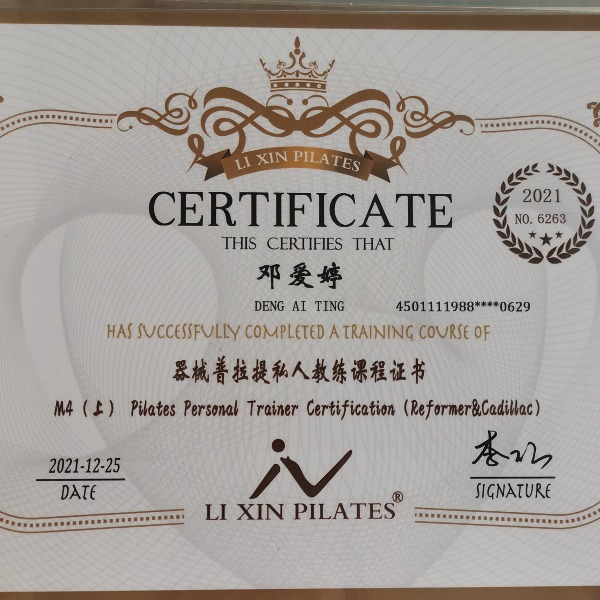 LI XIN PILATES
CERTIFICATE
2021
NO. 6263
THIS CERTIFIES THAT
邓爱婷
DENG AI TING 4501111988****0629
HAS SUCCESSFULLY COMPLETED A TRAINING COURSE OF
器械普拉提私人教练课程证书
M4（上） Pilates Personal Trainer Certification (Reformer&Cadillac)
2021-12-25
DATE
SIGNATURE
LI XIN PILATES®